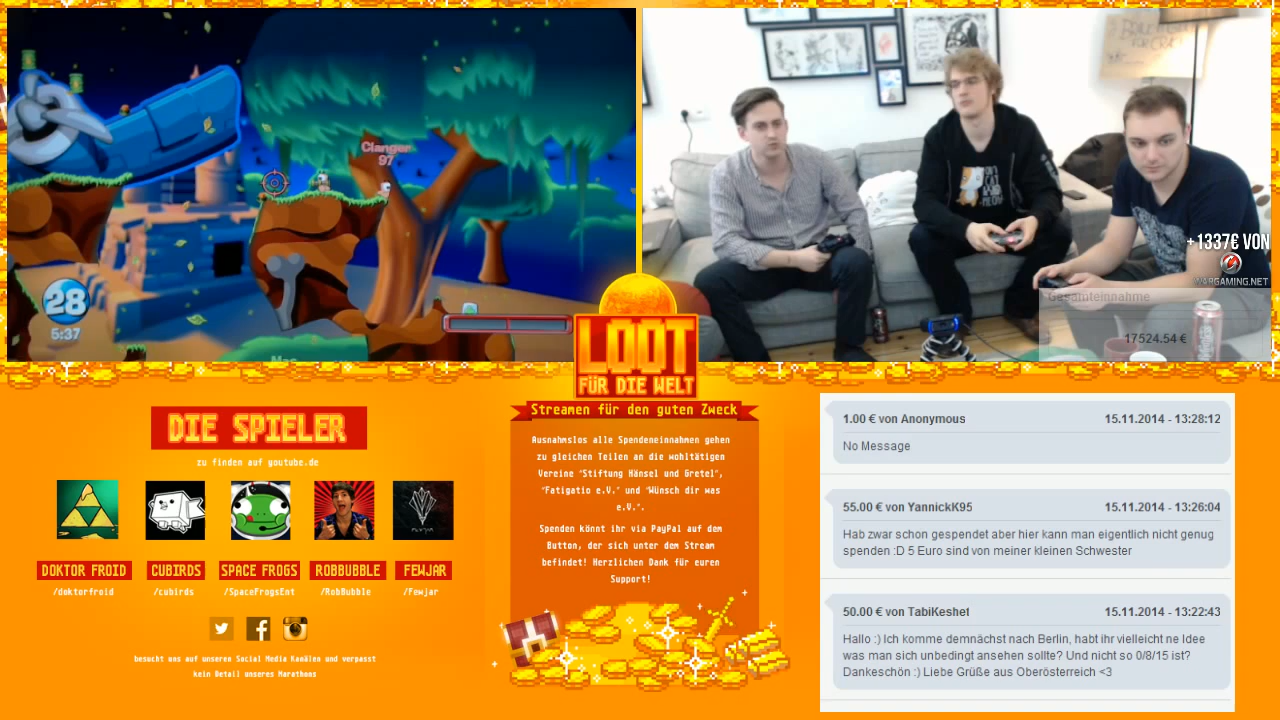 Clanger
97
28
5:37
+1337€ VON
WARGAMING.NET
Gesamteinnahme
17524.54 €
LOOT
FÜR DIE WELT
Streamen für den guten Zweck
Ausnahmslos alle Spendeneinnahmen gehen
zu gleichen Teilen an die wohltätigen
Vereine "Stiftung Hänsel und Gretel",
"Fatigatio e.V." und "Wünsch dir was
e.V.".
Spenden könnt ihr via PayPal auf dem
Button, der sich unter dem Stream
befindet! Herzlichen Dank für euren
Support!
DIE SPIELER
zu finden auf youtube.de
DOKTOR FROID
CUBIRDS
SPACE FROGS
ROBBUBBLE
FEWJAR
/doktorfroid
/cubirds
/SpaceFrogsEnt
/RobBubble
/Fewjar
besucht uns auf unseren Social Media Kanälen und verpasst
kein Detail unseres Marathons
1.00 € von Anonymous 15.11.2014 - 13:28:12
No Message
55.00 € von YannickK95 15.11.2014 - 13:26:04
Hab zwar schon gespendet aber hier kann man eigentlich nicht genug
spenden :D 5 Euro sind von meiner kleinen Schwester
50.00 € von TabiKeshet 15.11.2014 - 13:22:43
Hallo :) Ich komme demnächst nach Berlin, habt ihr vielleicht ne Idee
was man sich unbedingt ansehen sollte? Und nicht so 0/8/15 ist?
Dankeschön :) Liebe Grüße aus Oberösterreich <3